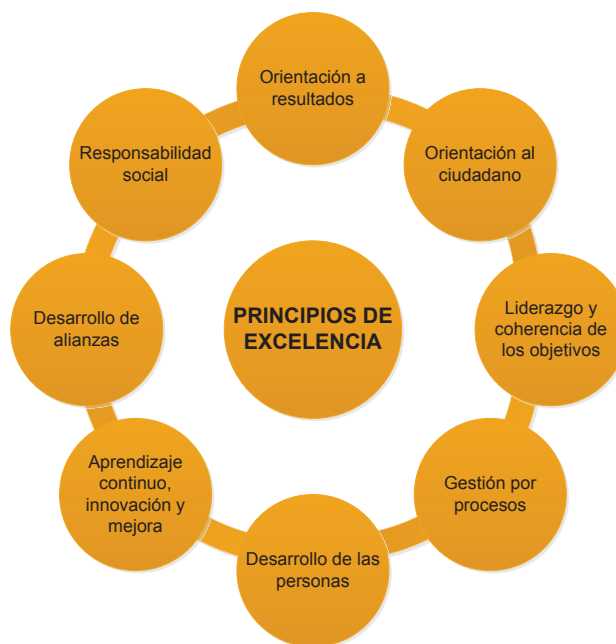 Orientación a
resultados
Orientación al
ciudadano
Liderazgo y
coherencia de
los objetivos
Gestión por
procesos
Desarrollo de las
personas
Aprendizaje
continuo,
innovación y
mejora
Desarrollo de
alianzas
Responsabilidad
social
PRINCIPIOS DE
EXCELENCIA